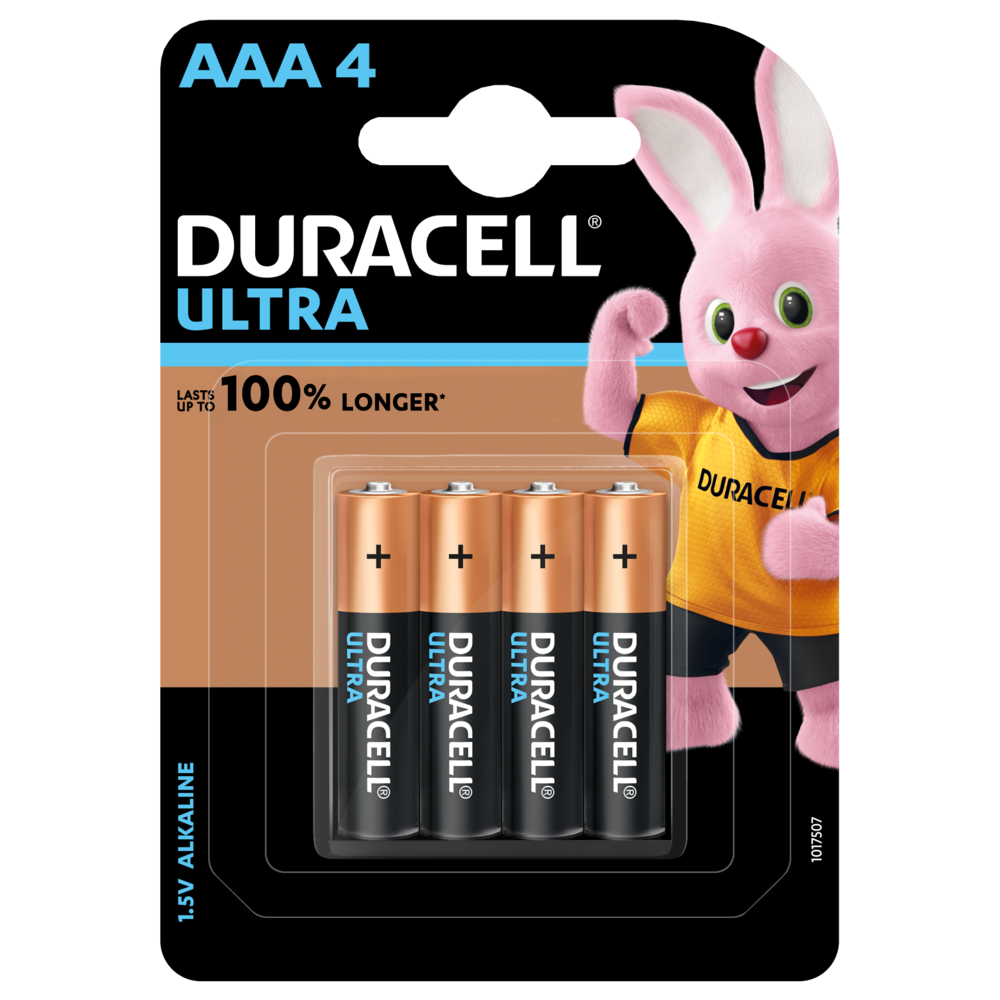 AAA 4
DURACELL®
ULTRA
LASTS
UP TO 100% LONGER*
DURACELL
+ + + +
DURACELL®
ULTRA
DURACELL®
ULTRA
DURACELL®
ULTRA
DURACELL®
ULTRA
1.5V ALKALINE
1017507